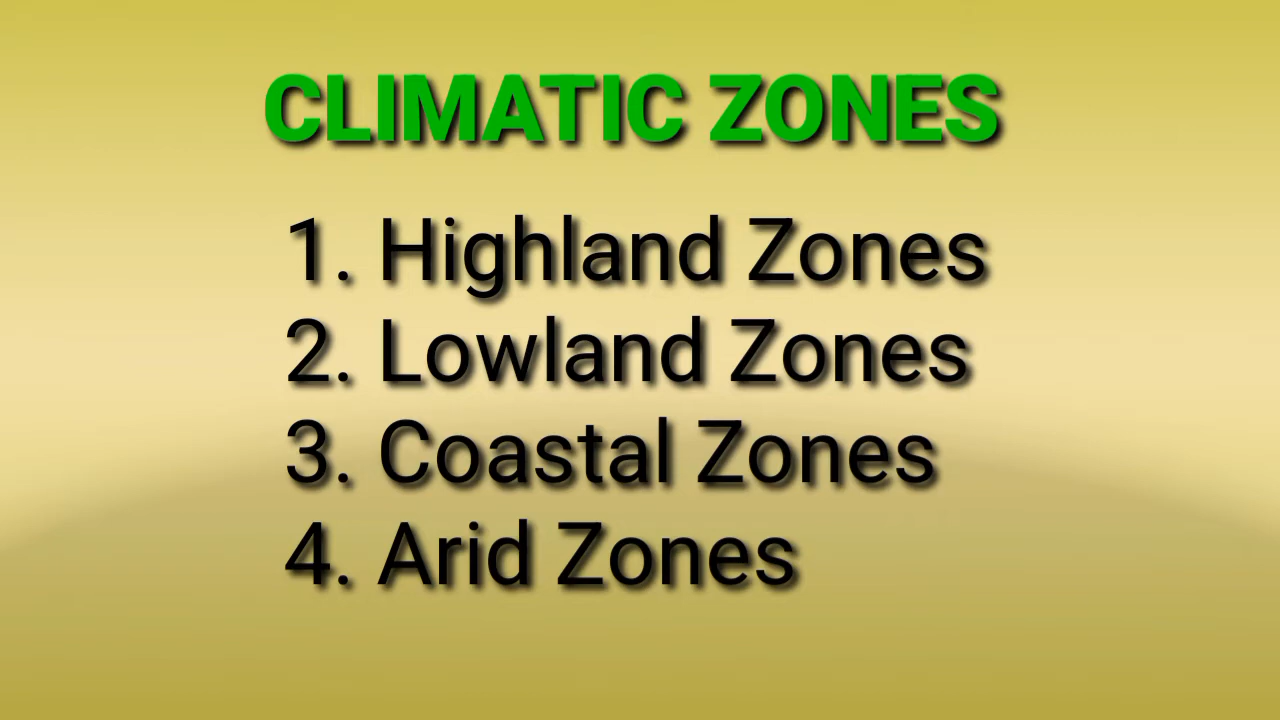 CLIMATIC ZONES
1. Highland Zones
2. Lowland Zones
3. Coastal Zones
4. Arid Zones